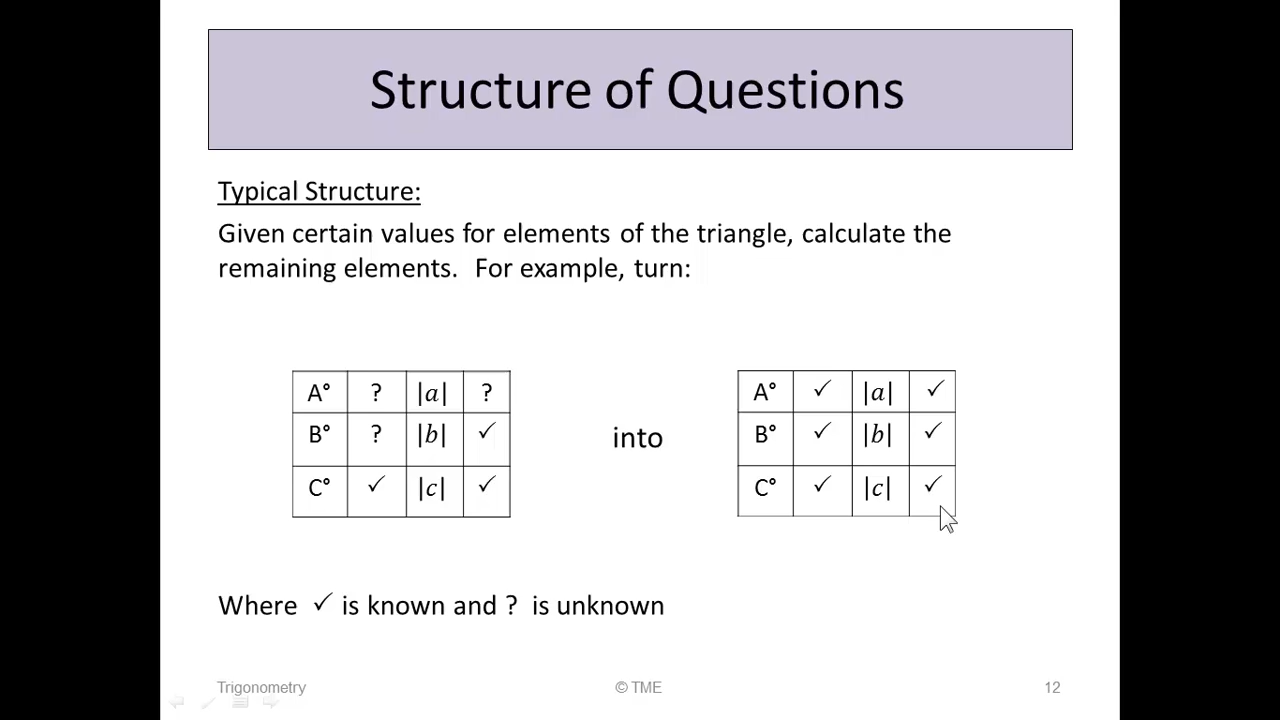 Structure of Questions
Typical Structure:
Given certain values for elements of the triangle, calculate the
remaining elements. For example, turn:
A° ? |a| ?
B° ? |b| ✓
C° ✓ |c| ✓
into
A° ✓ |a| ✓
B° ✓ |b| ✓
C° ✓ |c| ✓
Where ✓ is known and ? is unknown
Trigonometry
© TME
12